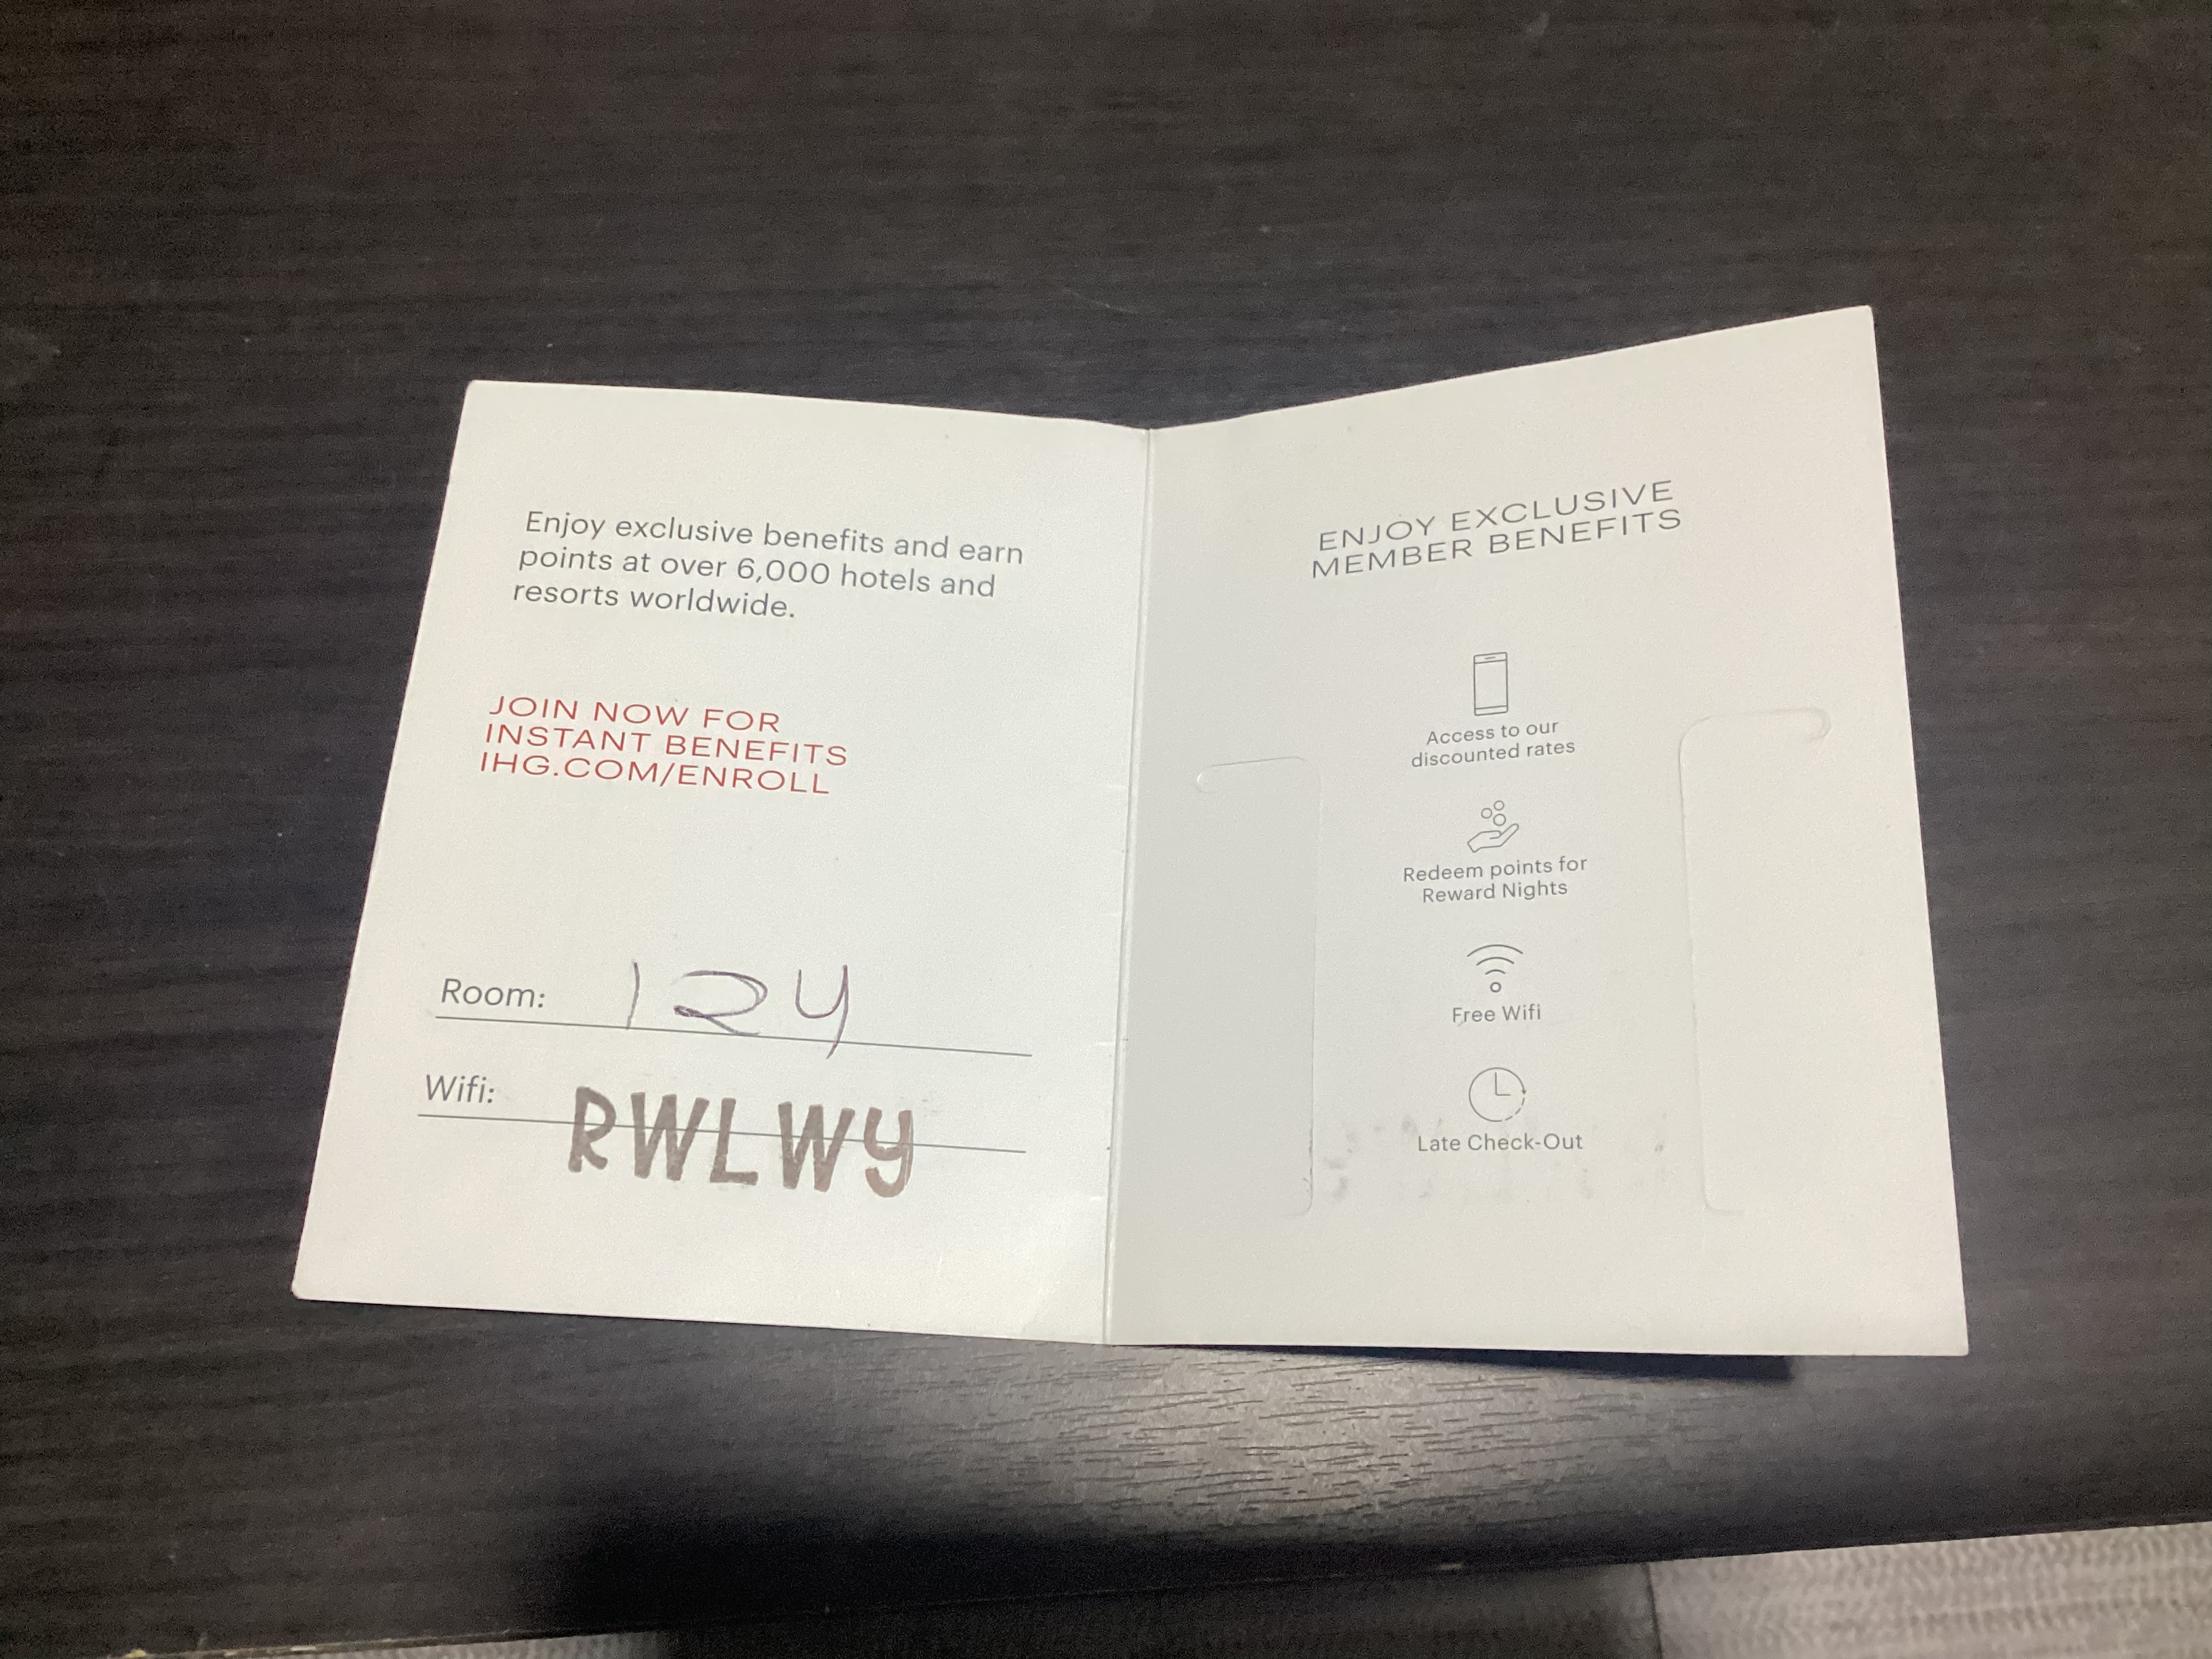 Enjoy exclusive benefits and earn
points at over 6,000 hotels and
resorts worldwide.
JOIN NOW FOR
INSTANT BENEFITS
IHG.COM/ENROLL
Room: 124
Wifi: RWLWY
ENJOY EXCLUSIVE
MEMBER BENEFITS
Access to our
discounted rates
Redeem points for
Reward Nights
Free Wifi
Late Check-Out